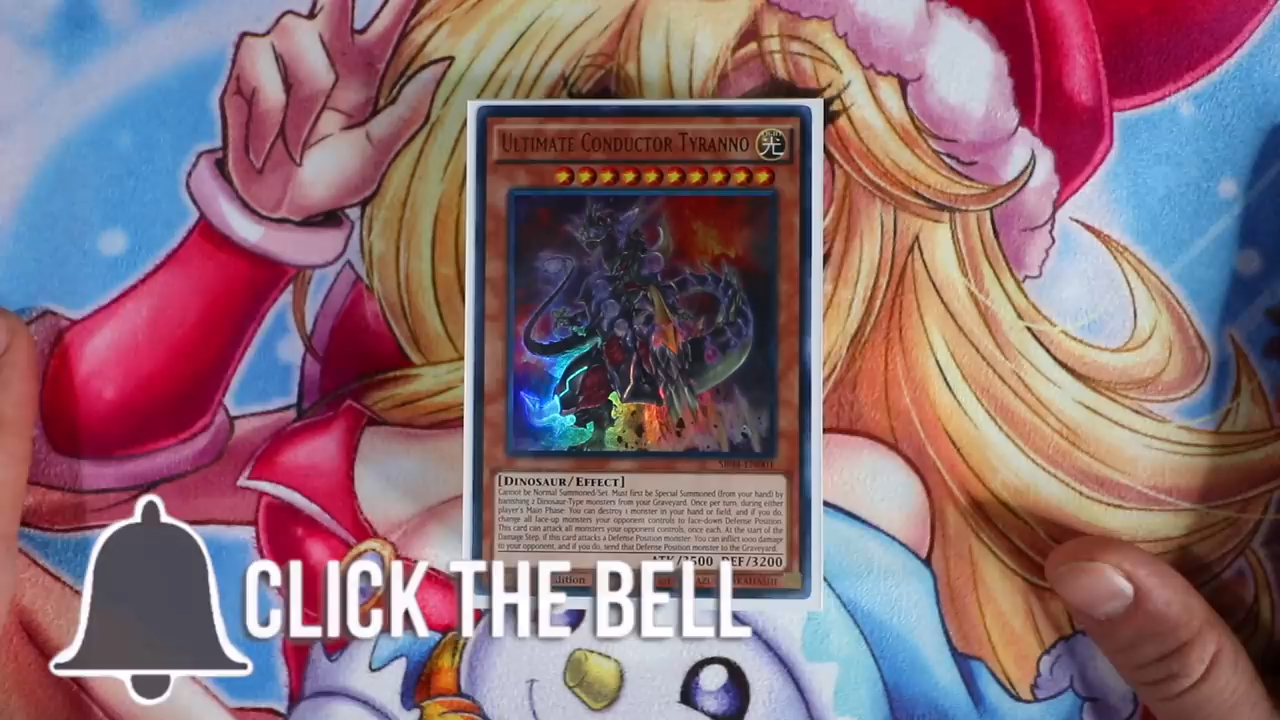 ULTIMATE CONDUCTOR TYRANNO
光
[DINOSAUR/EFFECT]
Cannot be Normal Summoned/Set. Must first be Special Summoned (from your hand) by
banishing 2 Dinosaur-Type monsters from your Graveyard. Once per turn, during either
player's Main Phase: You can destroy 1 monster in your hand or field, and if you do,
change all face-up monsters your opponent controls to face-down Defense Position.
This card can attack all monsters your opponent controls, once each. At the start of the
Damage Step, if this card attacks a Defense Position monster: You can inflict 1000 damage
to your opponent, and if you do, send that Defense Position monster to the Graveyard.
ATK/3500 DEF/3200
CLICK THE BELL